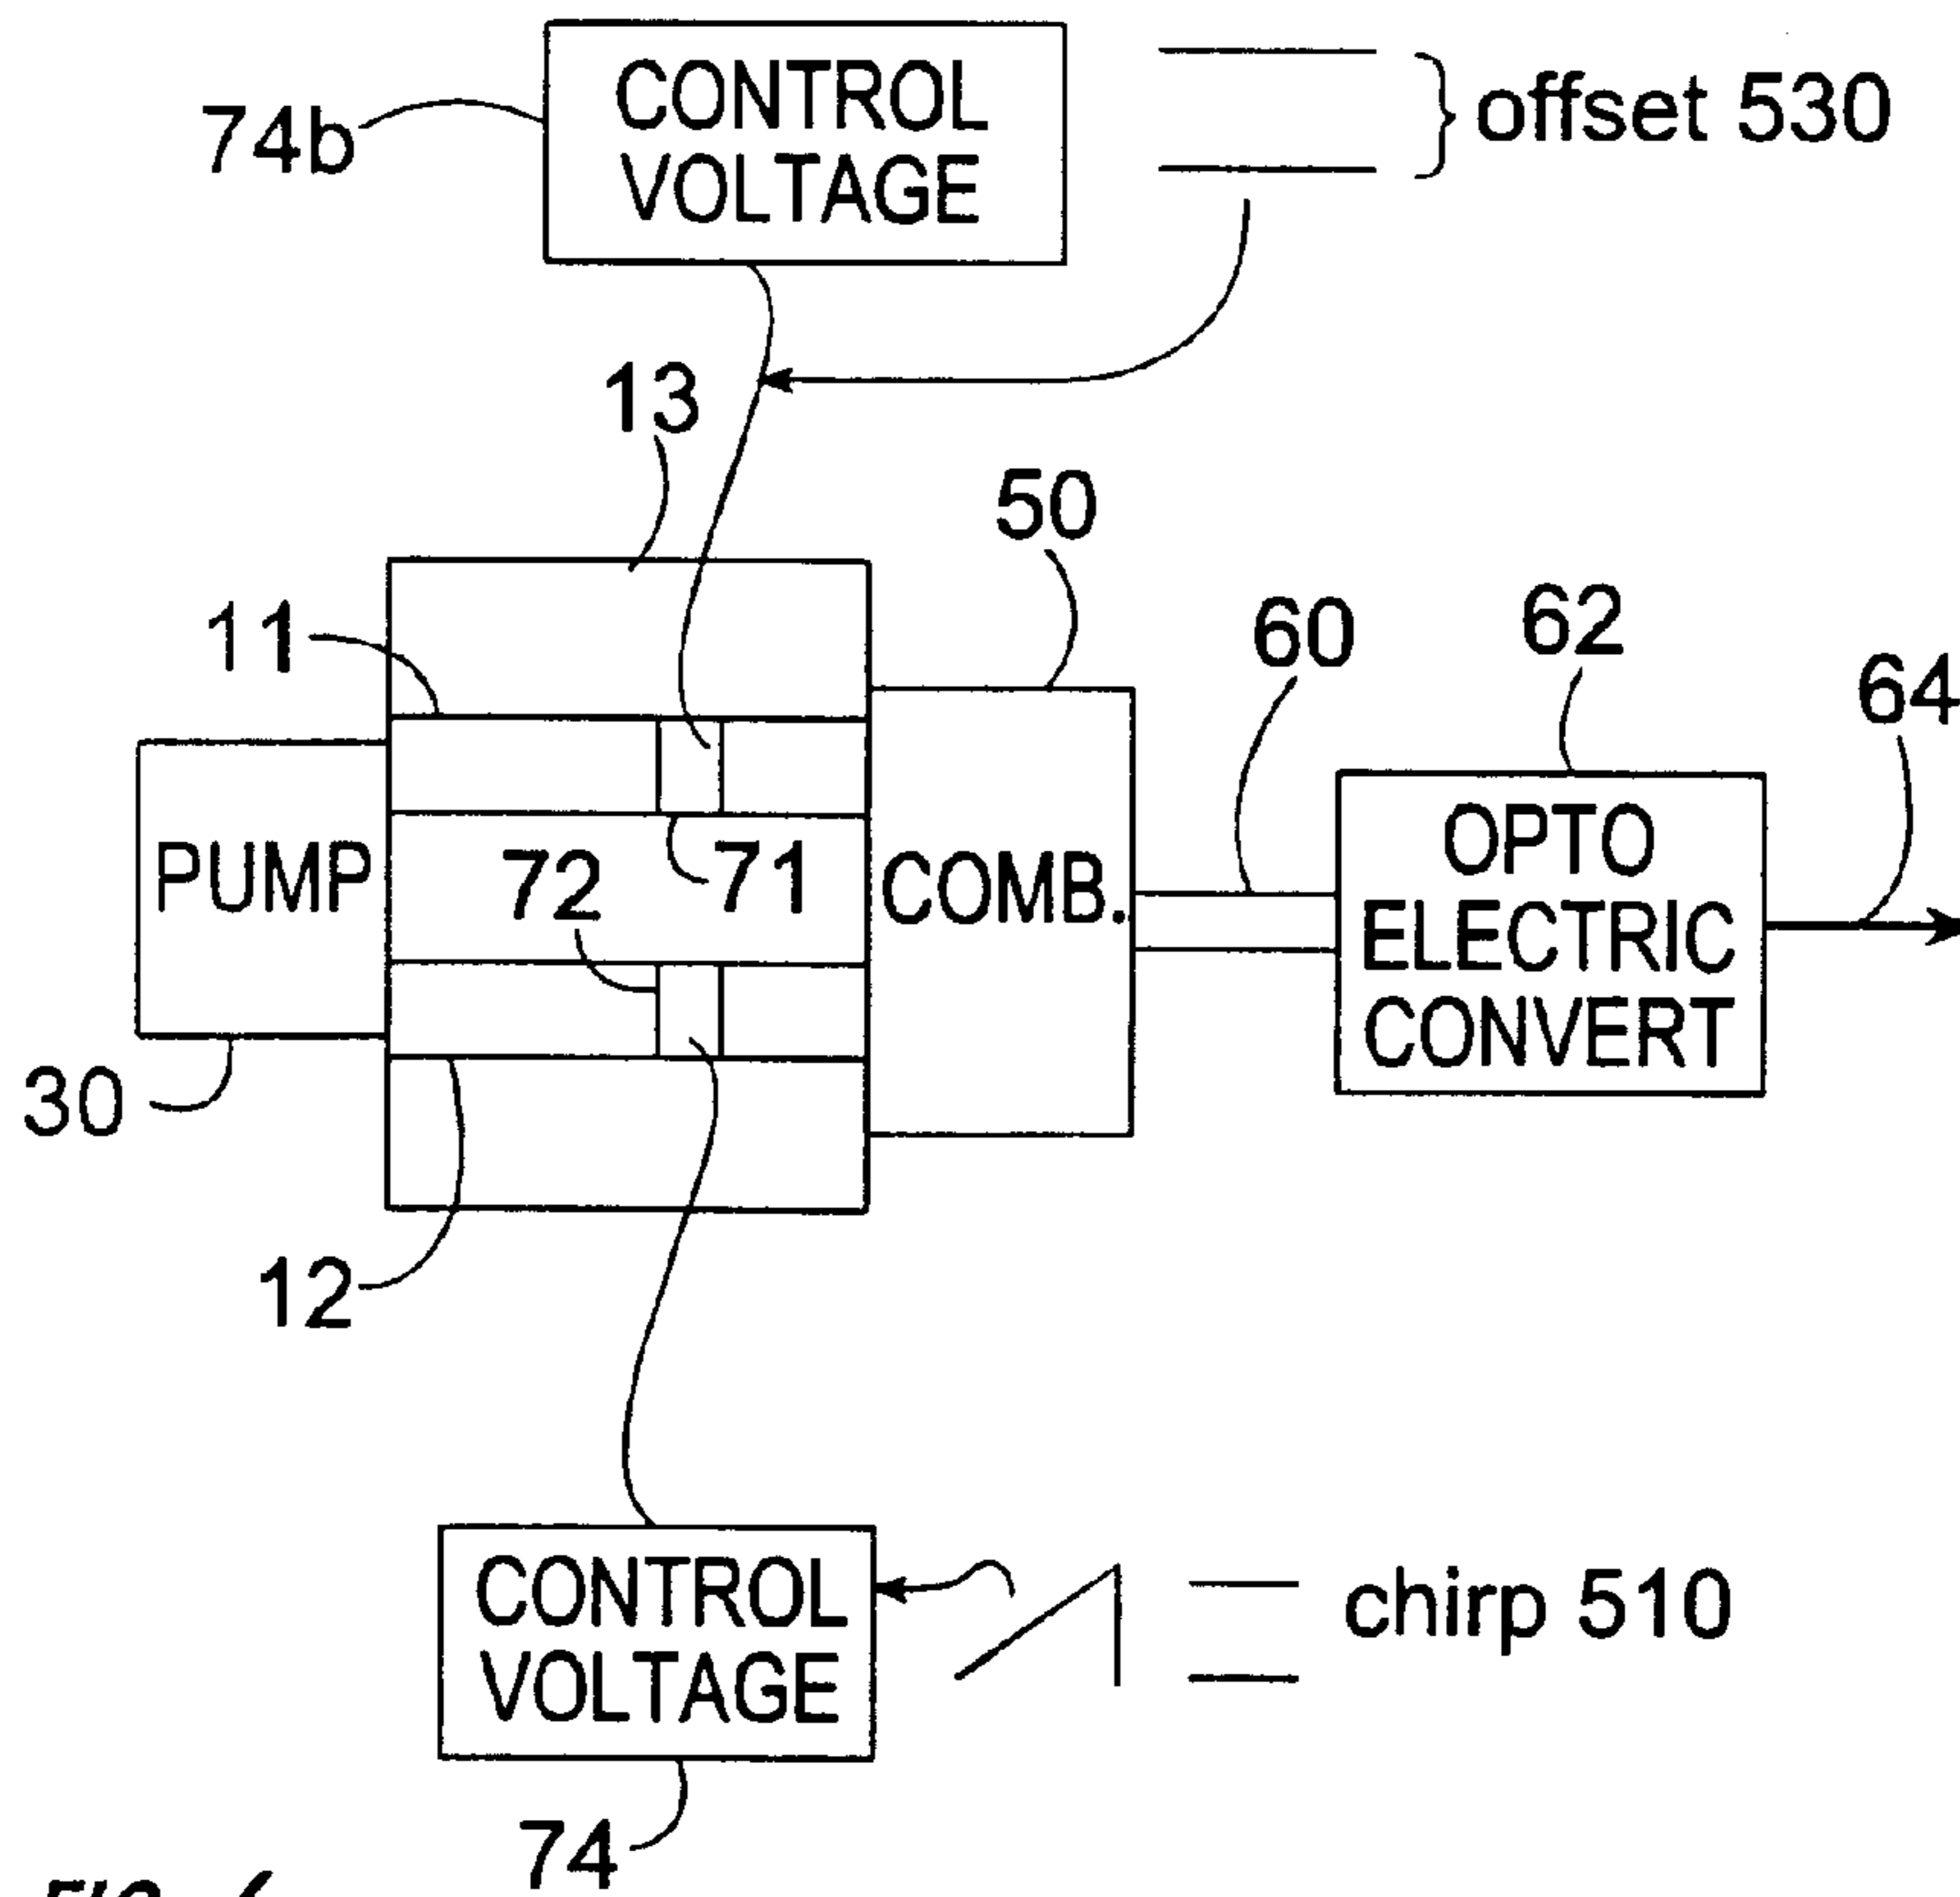 CONTROL
VOLTAGE
74b
offset 530
13
50
11
60
62
64
PUMP
72
71
COMB.
OPTO
ELECTRIC
CONVERT
30
12
CONTROL
VOLTAGE
chirp 510
74